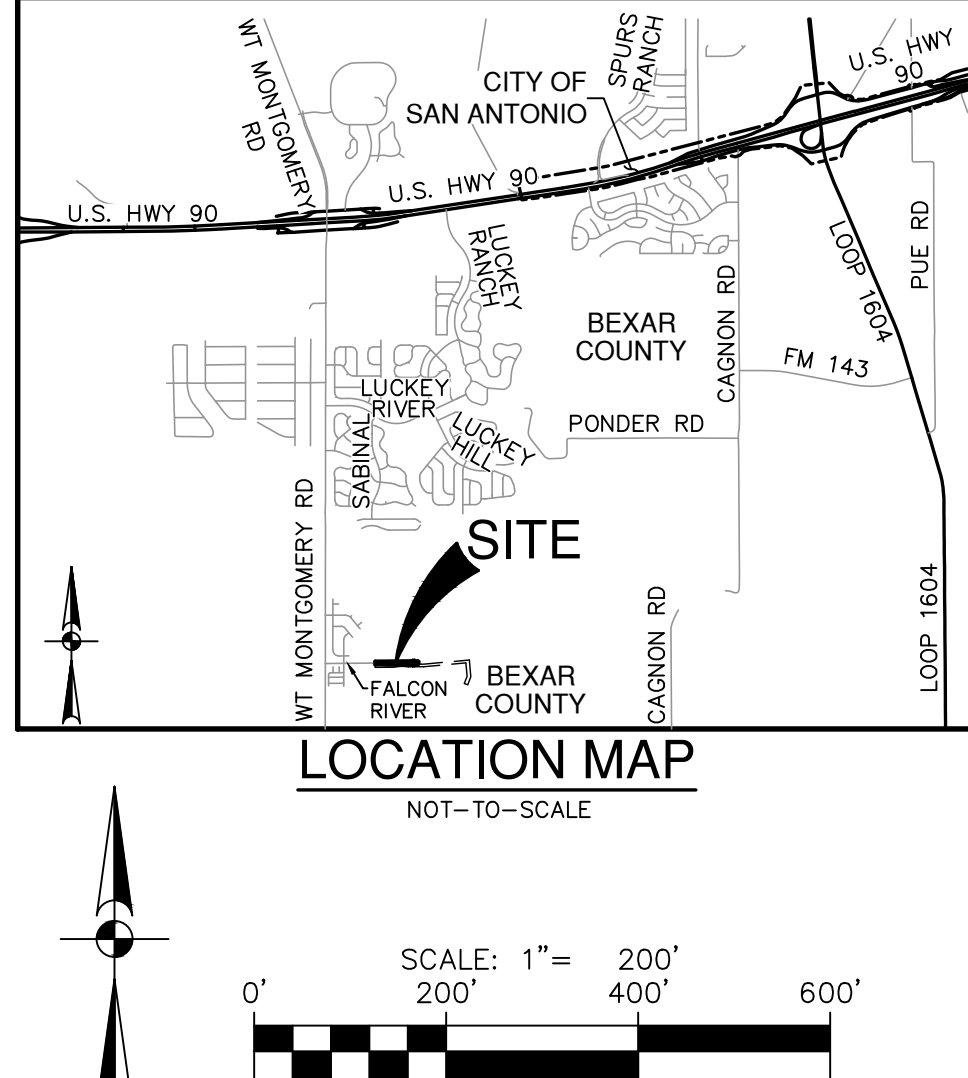 WT MONTGOMERY
RD
SPURS
RANCH
U.S. HWY
90
CITY OF
SAN ANTONIO
U.S. HWY 90
U.S. HWY 90
LUCKEY
RANCH
LOOP 1604
PUE RD
BEXAR
COUNTY
CAGNON RD
FM 143
LUCKEY
RIVER
SABINAL
LUCKEY
HILL
PONDER RD
WT MONTGOMERY RD
SITE
CAGNON RD
LOOP 1604
FALCON
RIVER
BEXAR
COUNTY
LOCATION MAP
NOT-TO-SCALE
SCALE: 1"= 200'
0' 200' 400' 600'